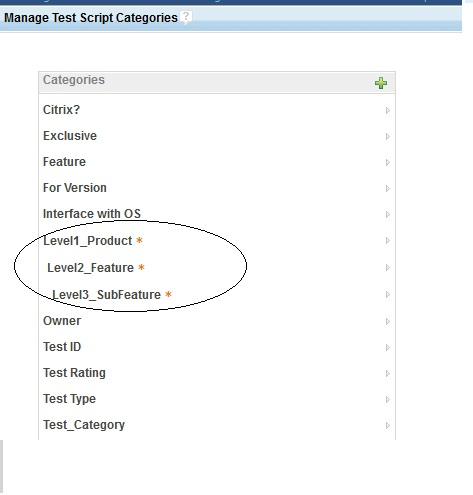 Manage Test Script Categories ?
Categories
Citrix?
Exclusive
Feature
For Version
Interface with OS
Level1_Product *
Level2_Feature *
Level3_SubFeature *
Owner
Test ID
Test Rating
Test Type
Test_Category